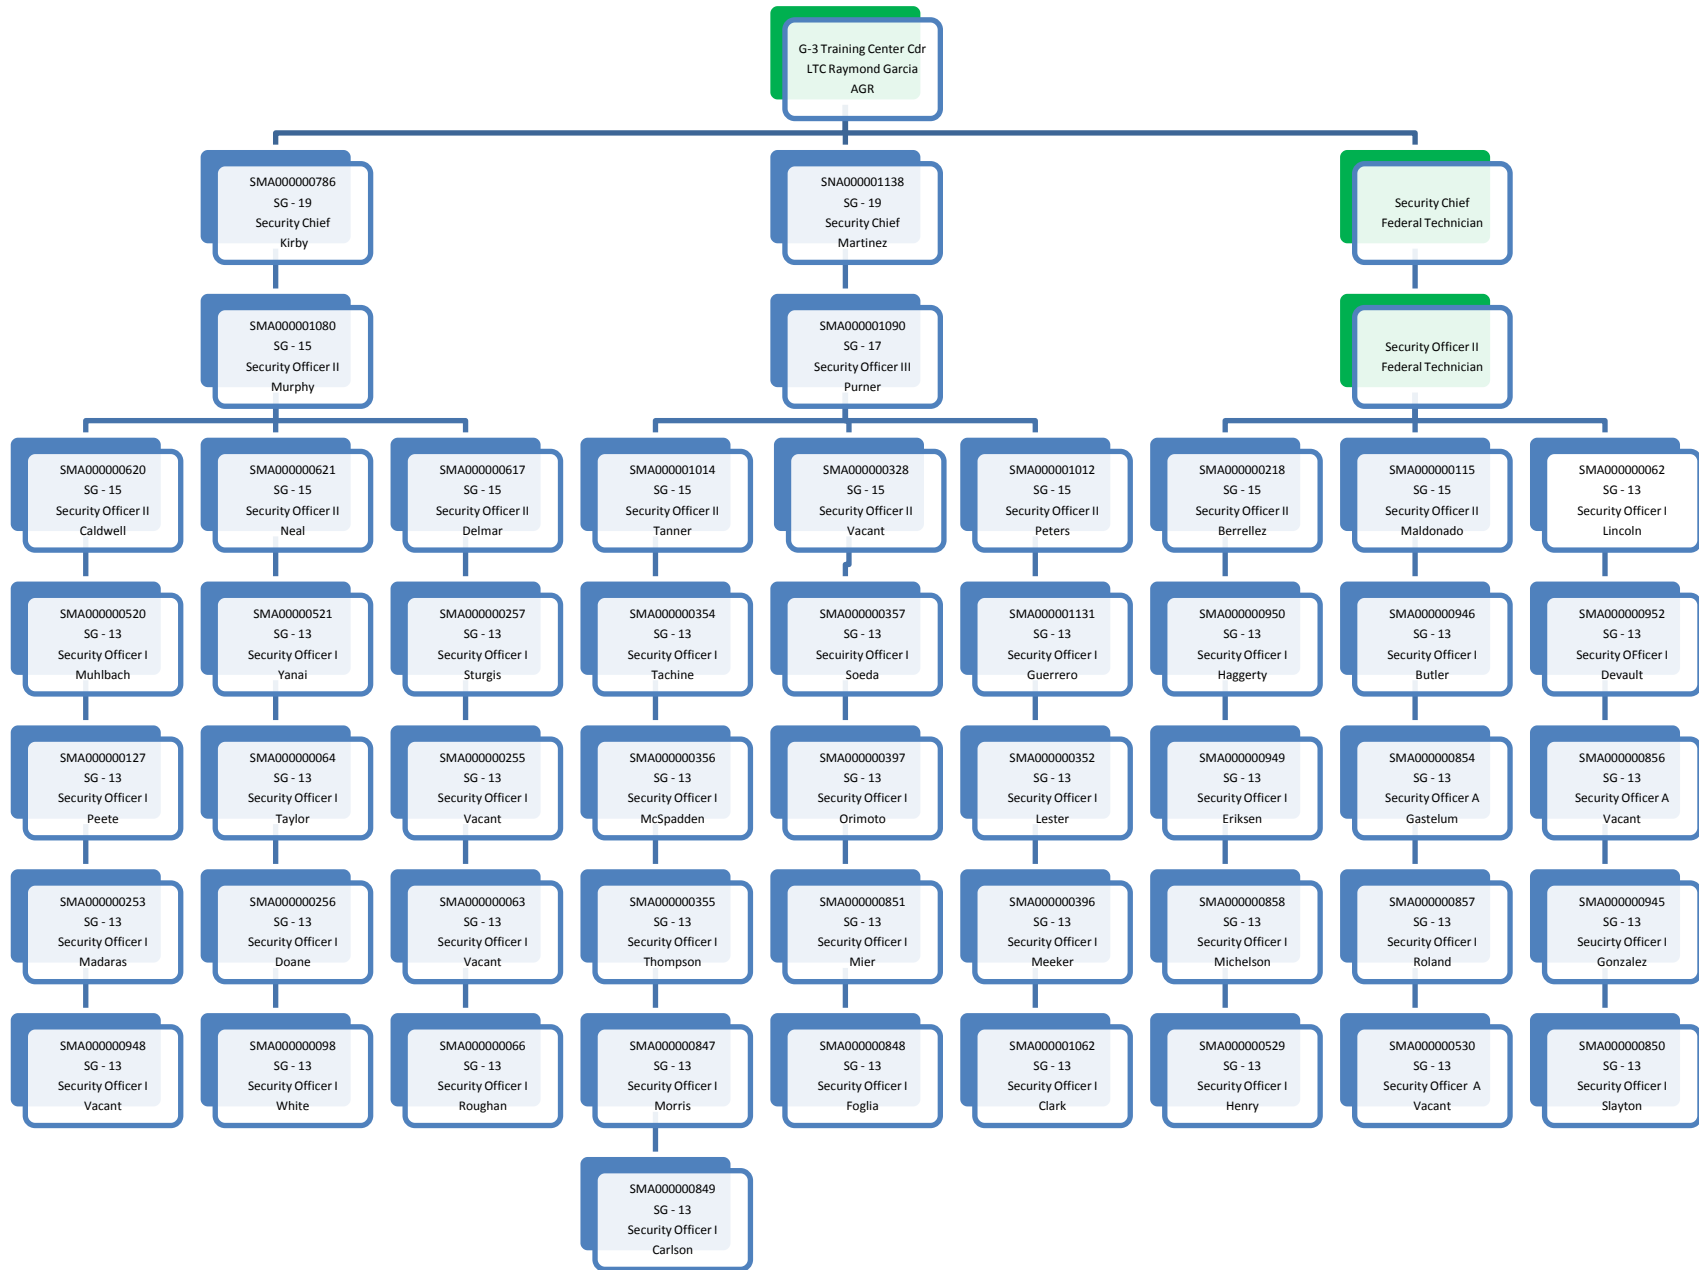 G-3 Training Center Cdr
LTC Raymond Garcia
AGR
SMA000000786
SG - 19
Security Chief
Kirby
SNA000001138
SG - 19
Security Chief
Martinez
Security Chief
Federal Technician
SMA000001080
SG - 15
Security Officer II
Murphy
SMA000001090
SG - 17
Security Officer III
Purner
Security Officer II
Federal Technician
SMA000000620
SG - 15
Security Officer II
Caldwell
SMA000000621
SG - 15
Security Officer II
Neal
SMA000000617
SG - 15
Security Officer II
Delmar
SMA000001014
SG - 15
Security Officer II
Tanner
SMA000000328
SG - 15
Security Officer II
Vacant
SMA000001012
SG - 15
Security Officer II
Peters
SMA000000218
SG - 15
Security Officer II
Berrellez
SMA000000115
SG - 15
Security Officer II
Maldonado
SMA000000062
SG - 13
Security Officer I
Lincoln
SMA000000520
SG - 13
Security Officer I
Muhlbach
SMA00000521
SG - 13
Security Officer I
Yanai
SMA000000257
SG - 13
Security Officer I
Sturgis
SMA000000354
SG - 13
Security Officer I
Tachine
SMA000000357
SG - 13
Secuirity Officer I
Soeda
SMA000001131
SG - 13
Security Officer I
Guerrero
SMA000000950
SG - 13
Security Officer I
Haggerty
SMA000000946
SG - 13
Security Officer I
Butler
SMA000000952
SG - 13
Security OFficer I
Devault
SMA000000127
SG - 13
Security Officer I
Peete
SMA000000064
SG - 13
Security Officer I
Taylor
SMA000000255
SG - 13
Security Officer I
Vacant
SMA000000356
SG - 13
Security Officer I
McSpadden
SMA000000397
SG - 13
Security Officer I
Orimoto
SMA000000352
SG - 13
Security Officer I
Lester
SMA000000949
SG - 13
Security Officer I
Eriksen
SMA000000854
SG - 13
Security Officer A
Gastelum
SMA000000856
SG - 13
Security Officer A
Vacant
SMA000000253
SG - 13
Security Officer I
Madaras
SMA000000256
SG - 13
Security Officer I
Doane
SMA000000063
SG - 13
Security Officer I
Vacant
SMA000000355
SG - 13
Security Officer I
Thompson
SMA000000851
SG - 13
Security Officer I
Mier
SMA000000396
SG - 13
Security Officer I
Meeker
SMA000000858
SG - 13
Security Officer I
Michelson
SMA000000857
SG - 13
Security Officer I
Roland
SMA000000945
SG - 13
Seucirty Officer I
Gonzalez
SMA000000948
SG - 13
Security Officer I
Vacant
SMA000000098
SG - 13
Security Officer I
White
SMA000000066
SG - 13
Security Officer I
Roughan
SMA000000847
SG - 13
Security Officer I
Morris
SMA000000848
SG - 13
Security Officer I
Foglia
SMA000001062
SG - 13
Security Officer I
Clark
SMA000000529
SG - 13
Security Officer I
Henry
SMA000000530
SG - 13
Security Officer A
Vacant
SMA000000850
SG - 13
Security Officer I
Slayton
SMA000000849
SG - 13
Security Officer I
Carlson